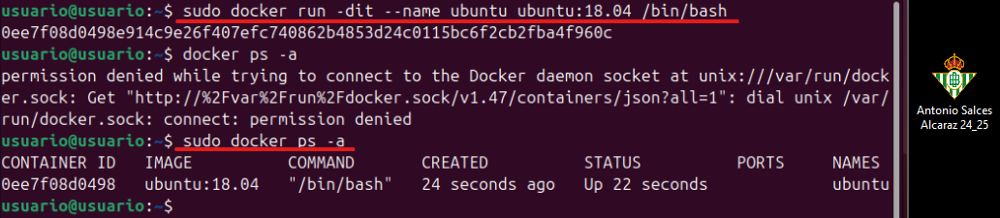 usuario@usuario:~$ sudo docker run -dit --name ubuntu ubuntu:18.04 /bin/bash
0ee7f08d0498e914c9e26f407efc740862b4853d24c0115bc6f2cb2fba4f960c
usuario@usuario:~$ docker ps -a
permission denied while trying to connect to the Docker daemon socket at unix:///var/run/dock
er.sock: Get "http://%2Fvar%2Frun%2Fdocker.sock/v1.47/containers/json?all=1": dial unix /var/
run/docker.sock: connect: permission denied
usuario@usuario:~$ sudo docker ps -a
CONTAINER ID   IMAGE          COMMAND       CREATED          STATUS          PORTS     NAMES
0ee7f08d0498   ubuntu:18.04   "/bin/bash"   24 seconds ago   Up 22 seconds             ubuntu
usuario@usuario:~$
Antonio Salces
Alcaraz 24_25